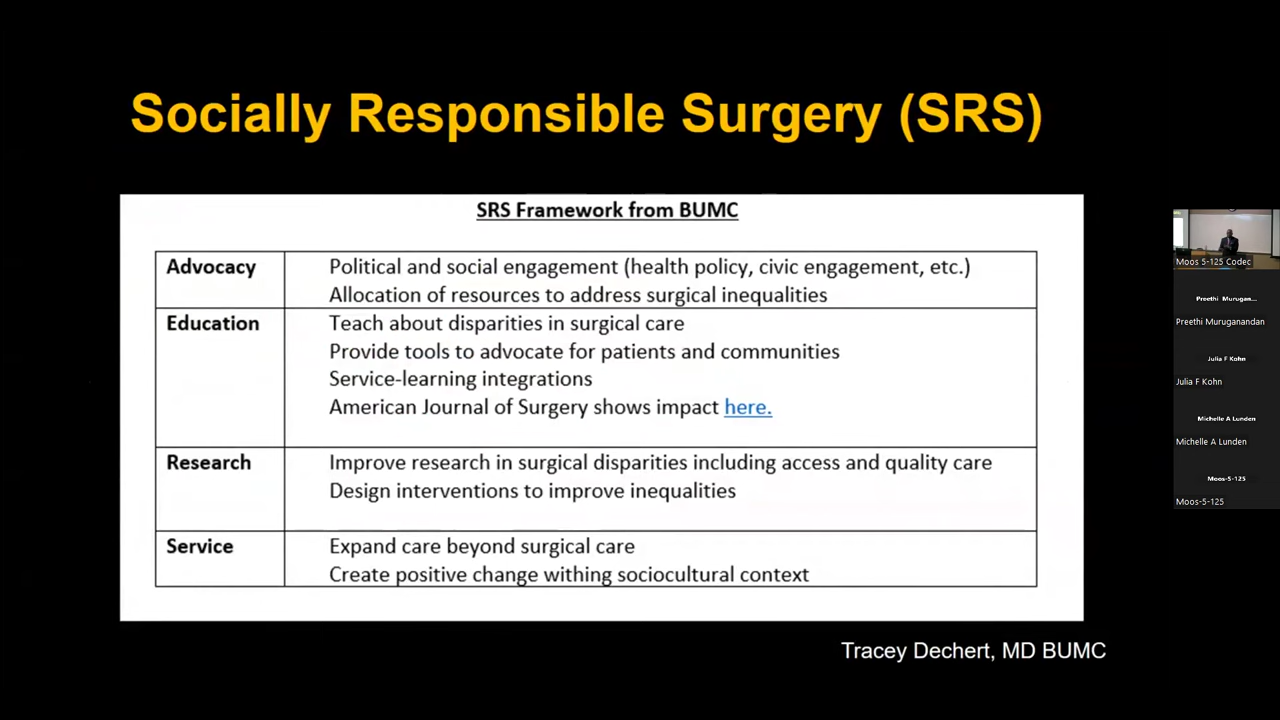 Socially Responsible Surgery (SRS)
SRS Framework from BUMC
Advocacy
Political and social engagement (health policy, civic engagement, etc.)
Allocation of resources to address surgical inequalities
Education
Teach about disparities in surgical care
Provide tools to advocate for patients and communities
Service-learning integrations
American Journal of Surgery shows impact here.
Research
Improve research in surgical disparities including access and quality care
Design interventions to improve inequalities
Service
Expand care beyond surgical care
Create positive change withing sociocultural context
Tracey Dechert, MD BUMC
Moos 5-125 Codec
Preethi Murugan...
Preethi Muruganandan
Julia F Kohn
Julia F Kohn
Michelle A Lunden
Michelle A Lunden
Moos-5-125
Moos-5-125